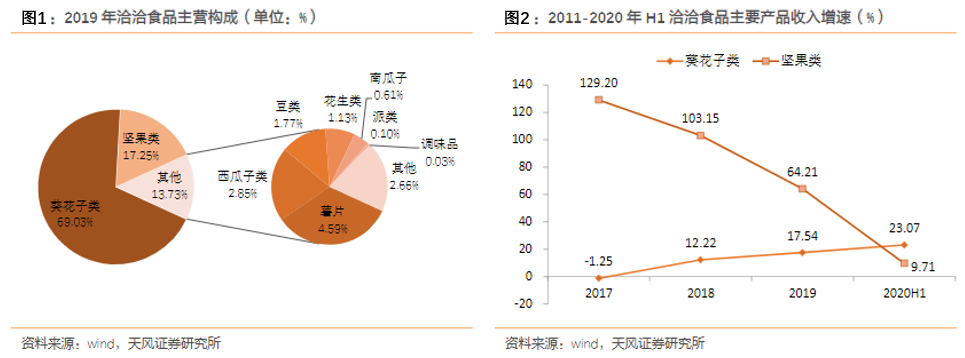 图1：2019 年洽洽食品主营构成（单位：%）
坚果类
17.25%
其他
13.73%
葵花子类
69.03%
豆类
1.77%
花生类
1.13%
南瓜子
0.61%
派类
0.10%
调味品
0.03%
其他
2.66%
西瓜子类
2.85%
薯片
4.59%
资料来源：wind，天风证券研究所
图2：2011-2020 年 H1 洽洽食品主要产品收入增速（%）
葵花子类
坚果类
140
120
100
80
60
40
20
0
-20
129.20
103.15
64.21
9.71
-1.25
12.22
17.54
23.07
2017
2018
2019
2020H1
资料来源：wind，天风证券研究所